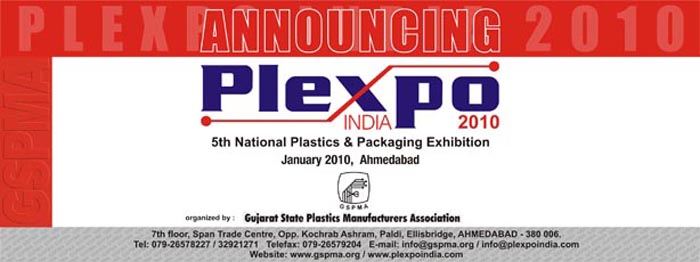 PLEXPO INDIA 2010
ANNOUNCING
GSPMA
Plexpo
INDIA 2010
5th National Plastics & Packaging Exhibition
January 2010, Ahmedabad
GSPMA
organized by : Gujarat State Plastics Manufacturers Association
7th floor, Span Trade Centre, Opp. Kochrab Ashram, Paldi, Ellisbridge, AHMEDABAD - 380 006.
Tel: 079-26578227 / 32921271 Telefax: 079-26579204 E-mail: info@gspma.org / info@plexpoindia.com
Website: www.gspma.org / www.plexpoindia.com